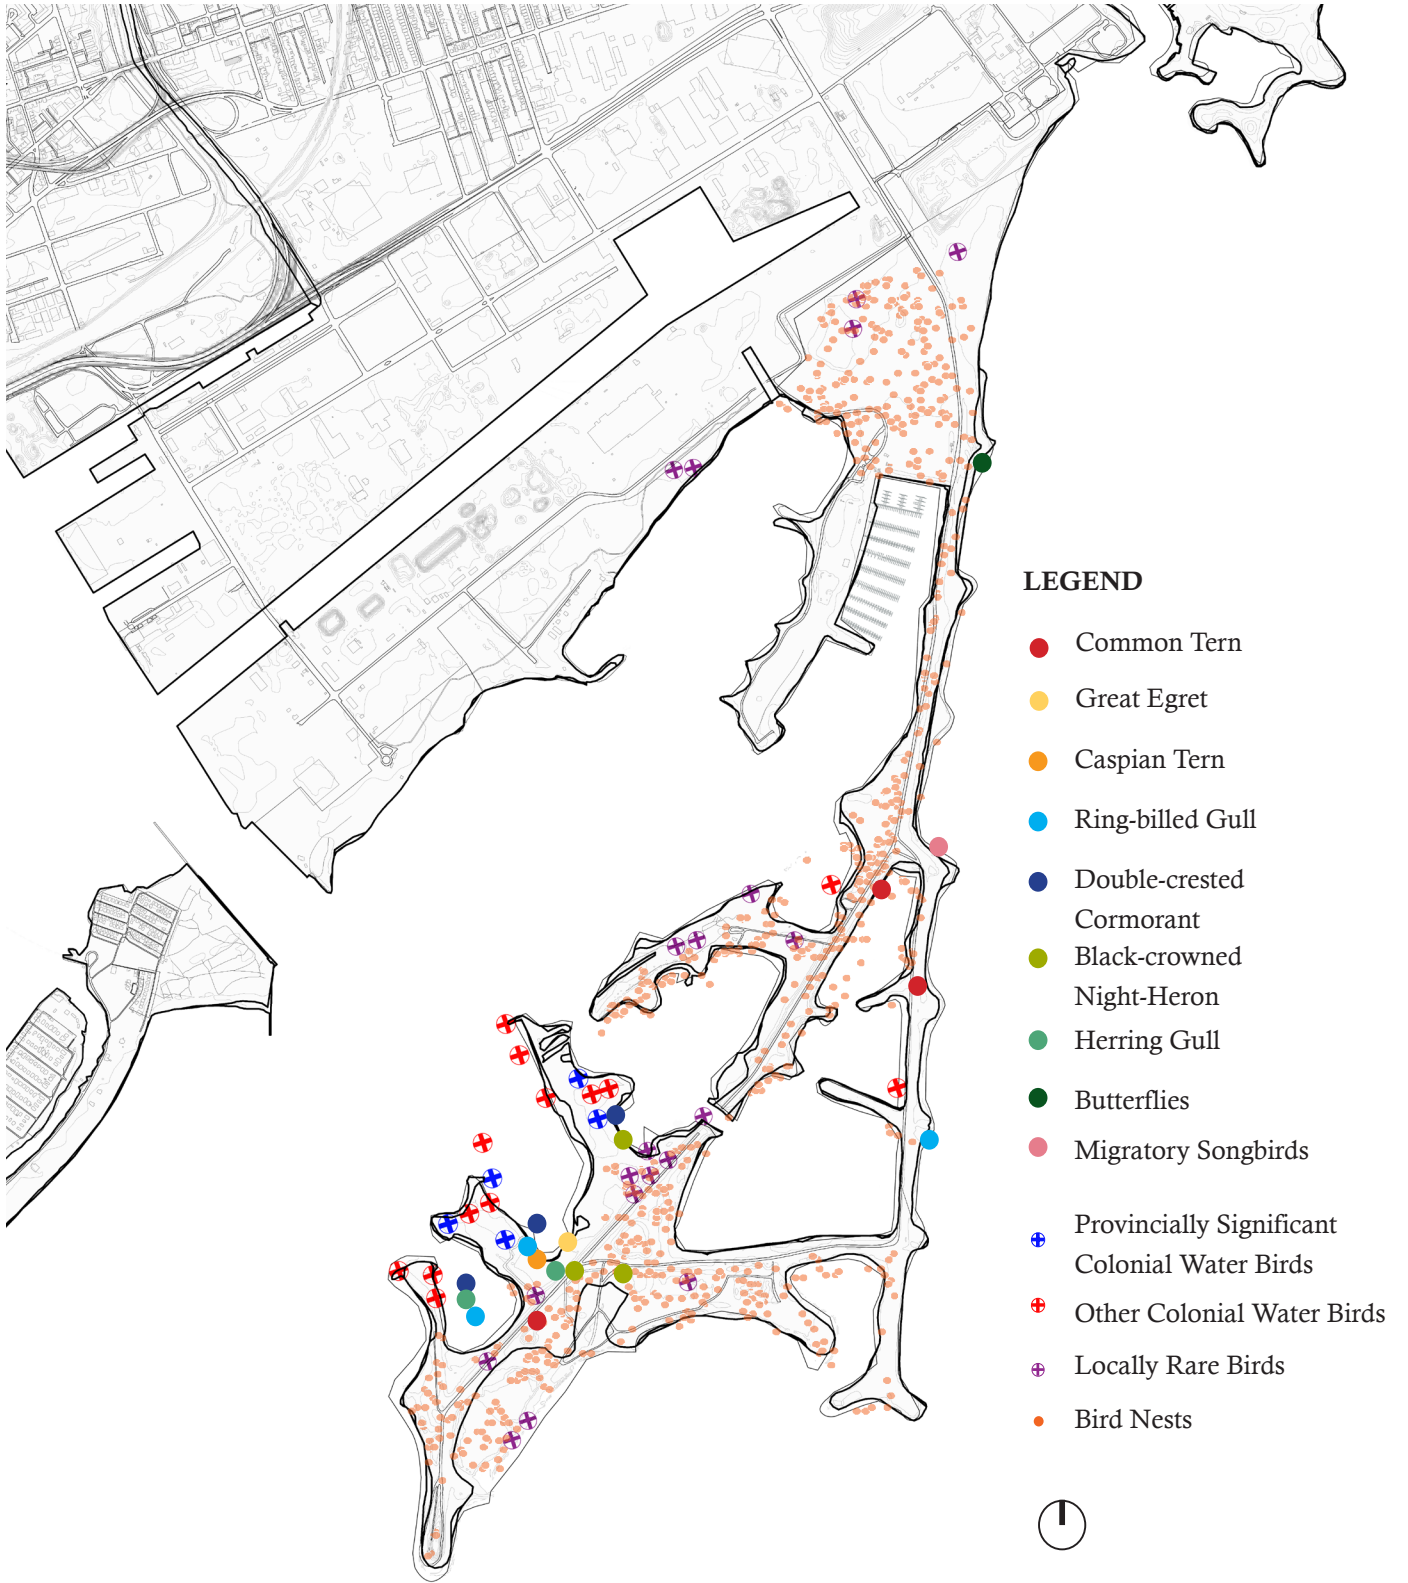 LEGEND
Common Tern
Great Egret
Caspian Tern
Ring-billed Gull
Double-crested
Cormorant
Black-crowned
Night-Heron
Herring Gull
Butterflies
Migratory Songbirds
Provincially Significant
Colonial Water Birds
Other Colonial Water Birds
Locally Rare Birds
Bird Nests